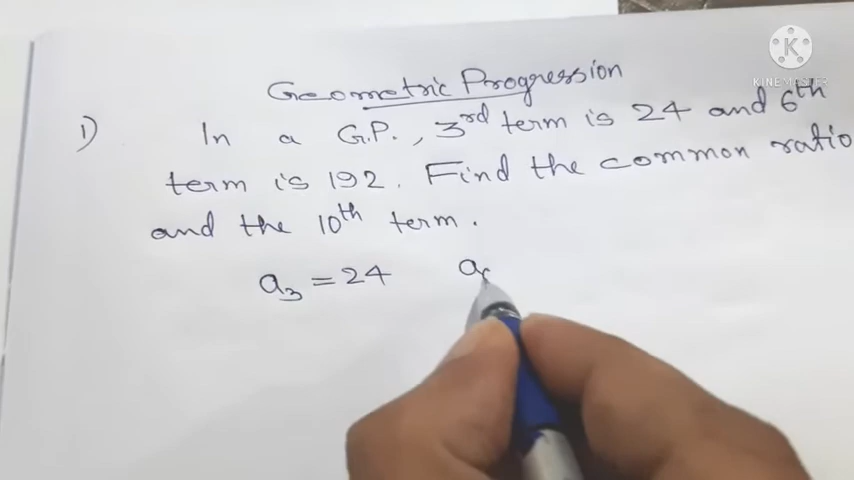 K
KINEMASTER
Geometric Progression
1) In a G.P., 3rd term is 24 and 6th
term is 192. Find the common ratio
and the 10th term.
a3 = 24 a